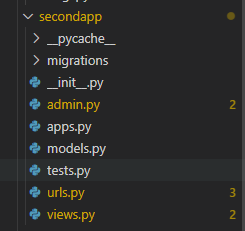 secondapp
__pycache__
migrations
__init__.py
admin.py 2
apps.py
models.py
tests.py
urls.py 3
views.py 2